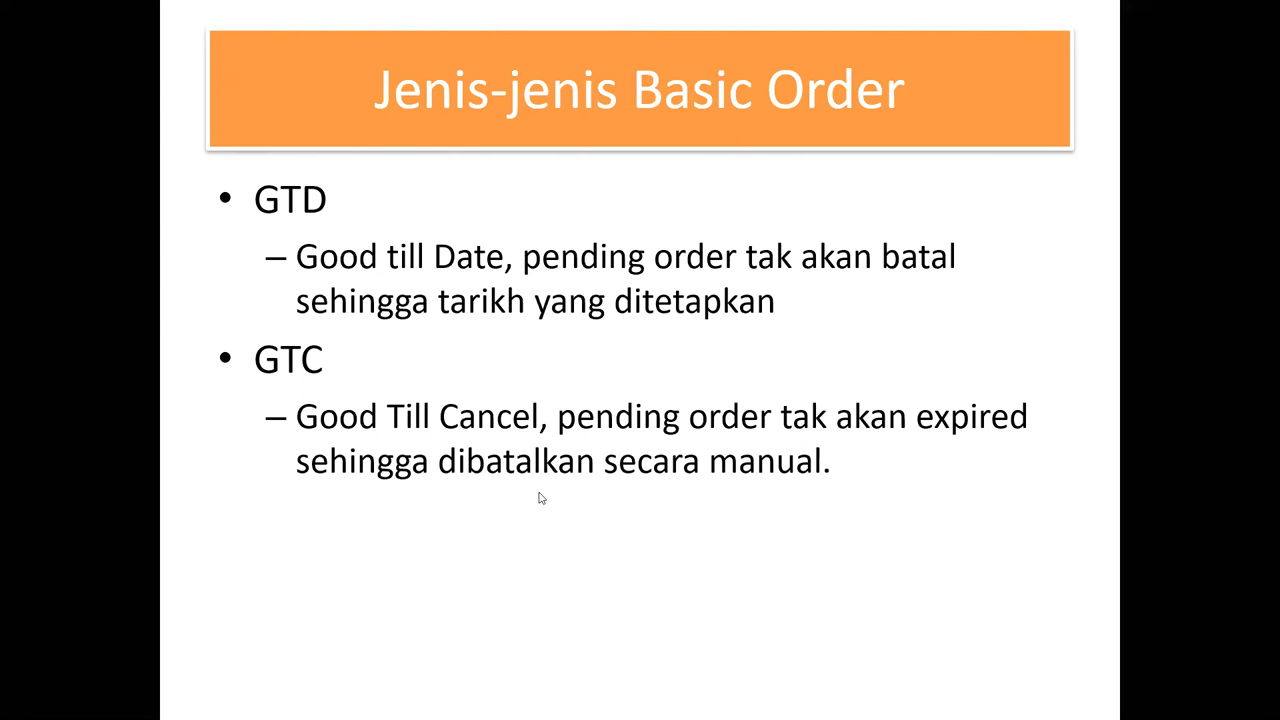 Jenis-jenis Basic Order
• GTD
– Good till Date, pending order tak akan batal
sehingga tarikh yang ditetapkan
• GTC
– Good Till Cancel, pending order tak akan expired
sehingga dibatalkan secara manual.